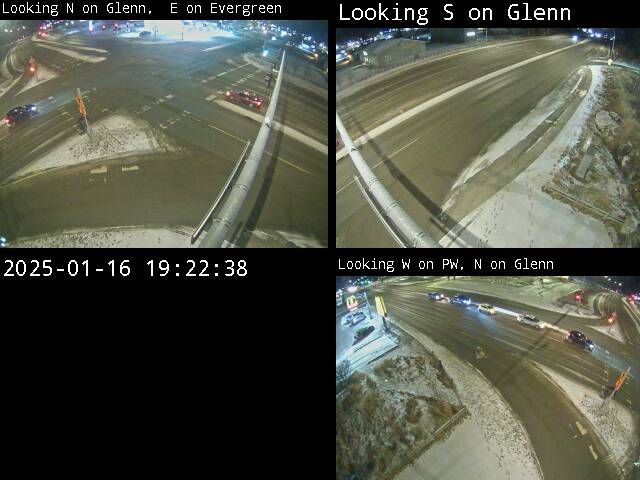 Looking N on Glenn,  E on Evergreen
Looking S on Glenn
2025-01-16 19:22:38
Looking W on PW, N on Glenn